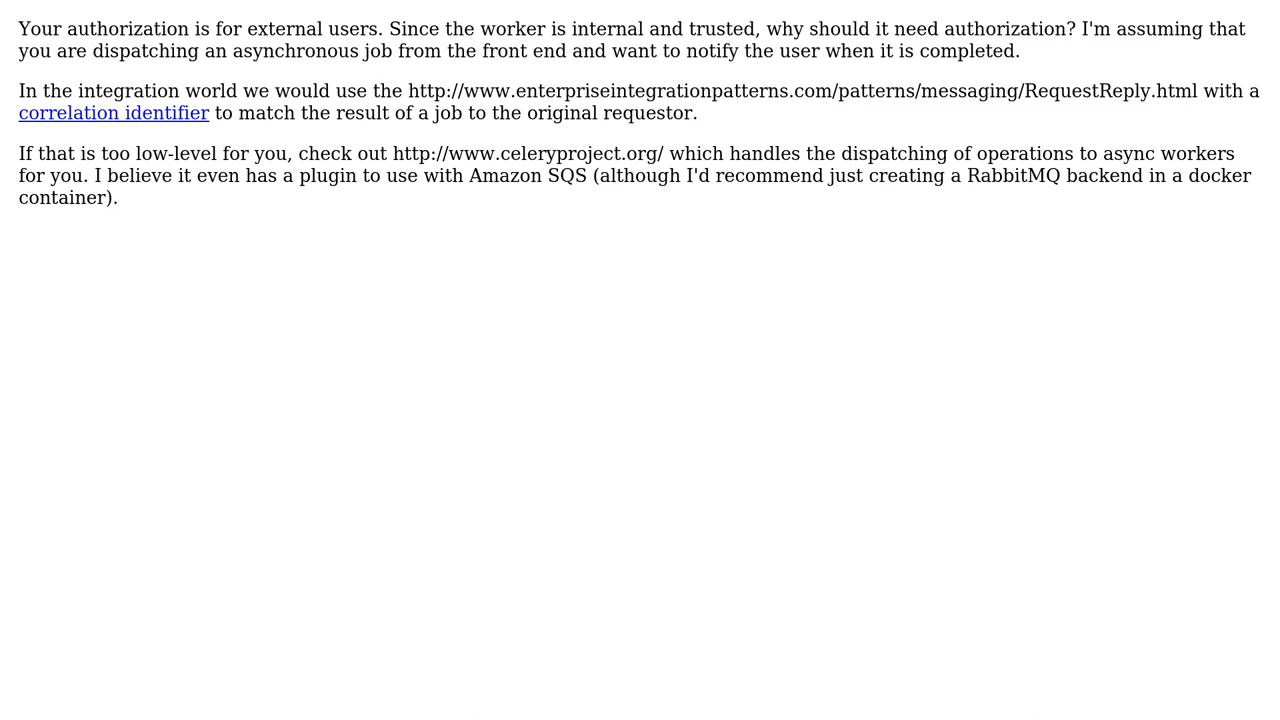 Your authorization is for external users. Since the worker is internal and trusted, why should it need authorization? I'm assuming that
you are dispatching an asynchronous job from the front end and want to notify the user when it is completed.
In the integration world we would use the http://www.enterpriseintegrationpatterns.com/patterns/messaging/RequestReply.html with a
correlation identifier to match the result of a job to the original requestor.
If that is too low-level for you, check out http://www.celeryproject.org/ which handles the dispatching of operations to async workers
for you. I believe it even has a plugin to use with Amazon SQS (although I'd recommend just creating a RabbitMQ backend in a docker
container).